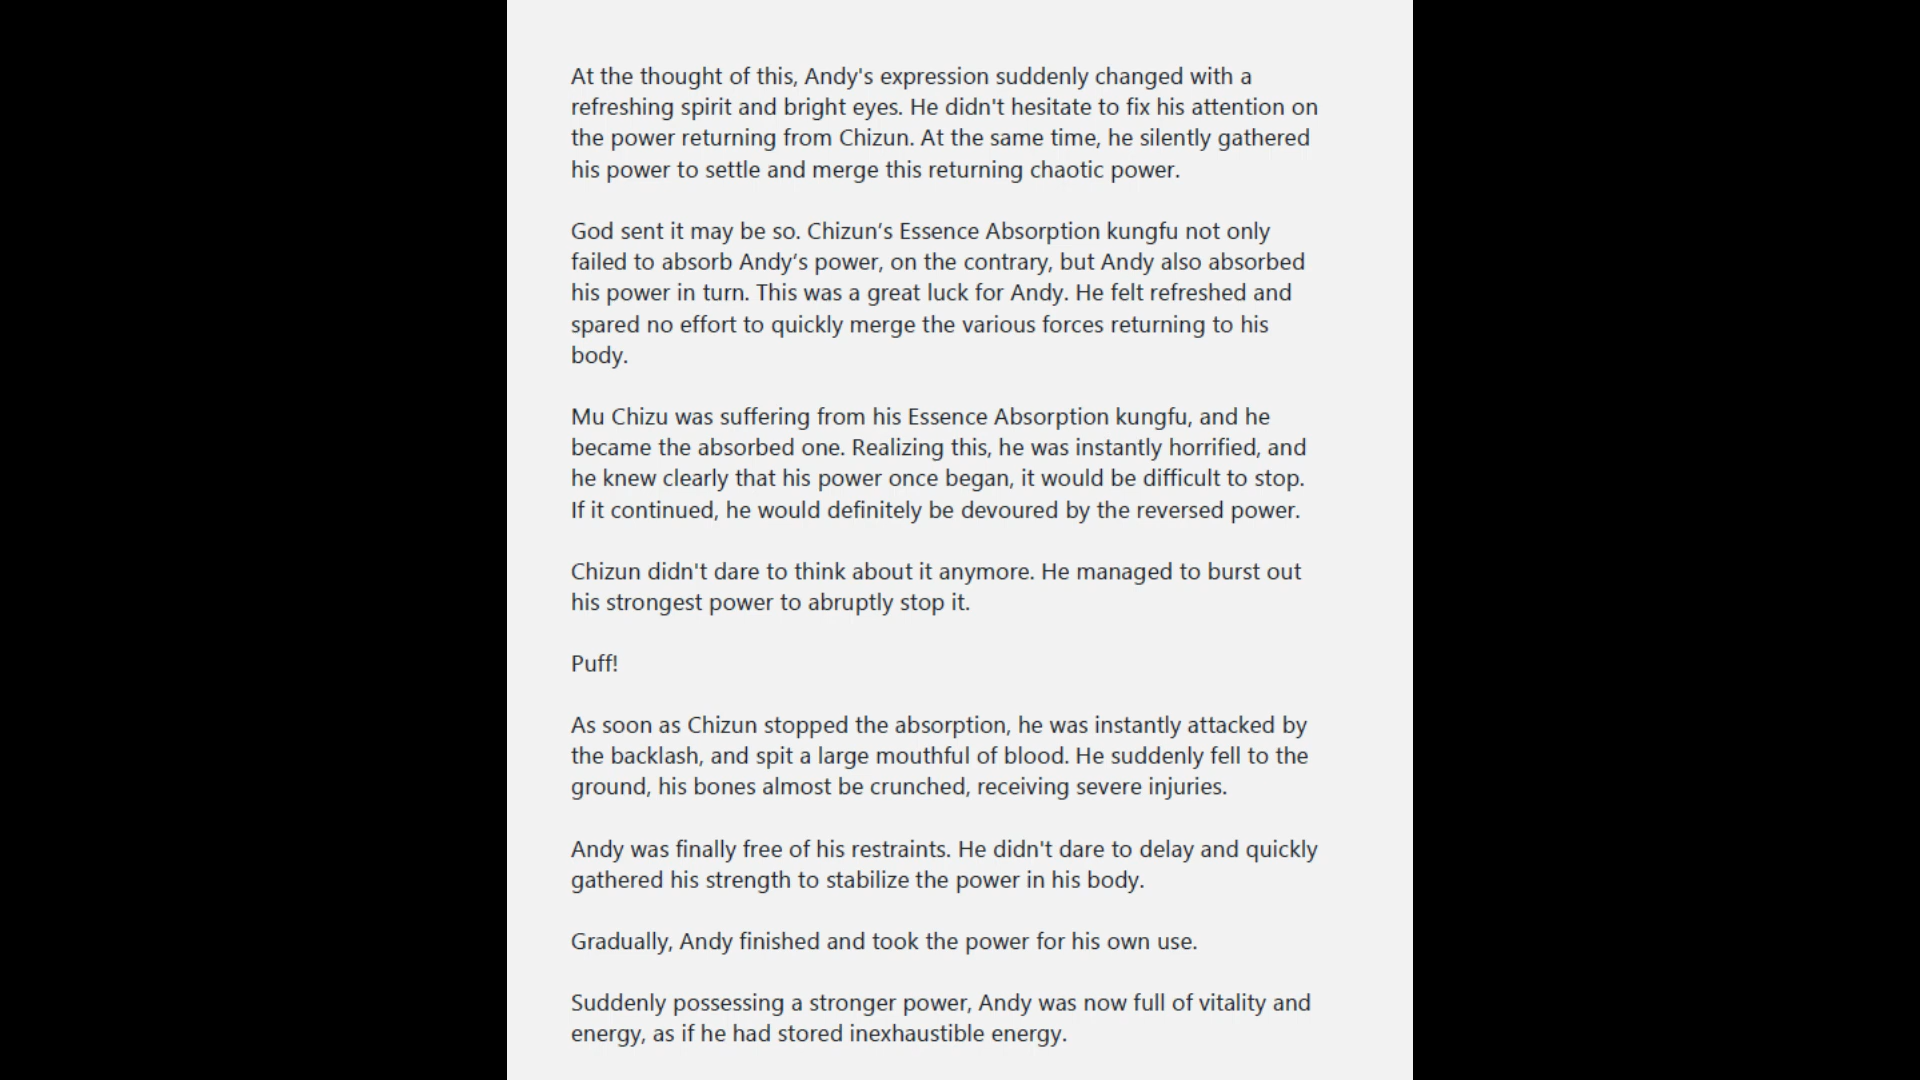 At the thought of this, Andy's expression suddenly changed with a
refreshing spirit and bright eyes. He didn't hesitate to fix his attention on
the power returning from Chizun. At the same time, he silently gathered
his power to settle and merge this returning chaotic power.
God sent it may be so. Chizun’s Essence Absorption kungfu not only
failed to absorb Andy’s power, on the contrary, but Andy also absorbed
his power in turn. This was a great luck for Andy. He felt refreshed and
spared no effort to quickly merge the various forces returning to his
body.
Mu Chizu was suffering from his Essence Absorption kungfu, and he
became the absorbed one. Realizing this, he was instantly horrified, and
he knew clearly that his power once began, it would be difficult to stop.
If it continued, he would definitely be devoured by the reversed power.
Chizun didn't dare to think about it anymore. He managed to burst out
his strongest power to abruptly stop it.
Puff!
As soon as Chizun stopped the absorption, he was instantly attacked by
the backlash, and spit a large mouthful of blood. He suddenly fell to the
ground, his bones almost be crunched, receiving severe injuries.
Andy was finally free of his restraints. He didn't dare to delay and quickly
gathered his strength to stabilize the power in his body.
Gradually, Andy finished and took the power for his own use.
Suddenly possessing a stronger power, Andy was now full of vitality and
energy, as if he had stored inexhaustible energy.